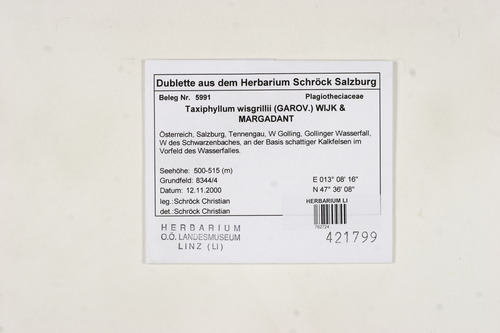 Dublette aus dem Herbarium Schröck Salzburg
Beleg Nr. 5991 Plagiotheciaceae
Taxiphyllum wisgrillii (GAROV.) WIJK &
MARGADANT
Österreich, Salzburg, Tennengau, W Golling, Gollinger Wasserfall,
W des Schwarzenbaches, an der Basis schattiger Kalkfelsen im
Vorfeld des Wasserfalles.
Seehöhe: 500-515 (m)
Grundfeld: 8344/4 E 013° 08' 16"
Datum: 12.11.2000 N 47° 36' 08"
leg.:Schröck Christian
det.:Schröck Christian
HERBARIUM LI
762724
HERBARIUM
O.Ö. LANDESMUSEUM
LINZ (LI)
421799